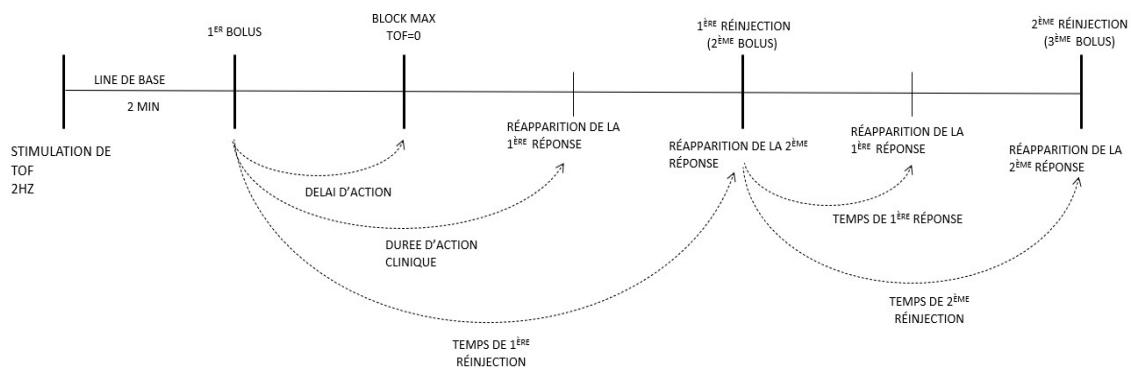 1ER BOLUS
BLOCK MAX
TOF=0
1ÈRE RÉINJECTION
(2ÈME BOLUS)
2ÈME RÉINJECTION
(3ÈME BOLUS)
LINE DE BASE
2 MIN
STIMULATION DE
TOF
2HZ
RÉAPPARITION DE LA
1ÈRE RÉPONSE
RÉAPPARITION DE LA 2ÈME
RÉPONSE
RÉAPPARITION DE LA
1ÈRE RÉPONSE
RÉAPPARITION DE LA
2ÈME RÉPONSE
DELAI D’ACTION
DUREE D’ACTION
CLINIQUE
TEMPS DE 1ÈRE
RÉINJECTION
TEMPS DE 1ÈRE RÉPONSE
TEMPS DE 2ÈME
RÉINJECTION